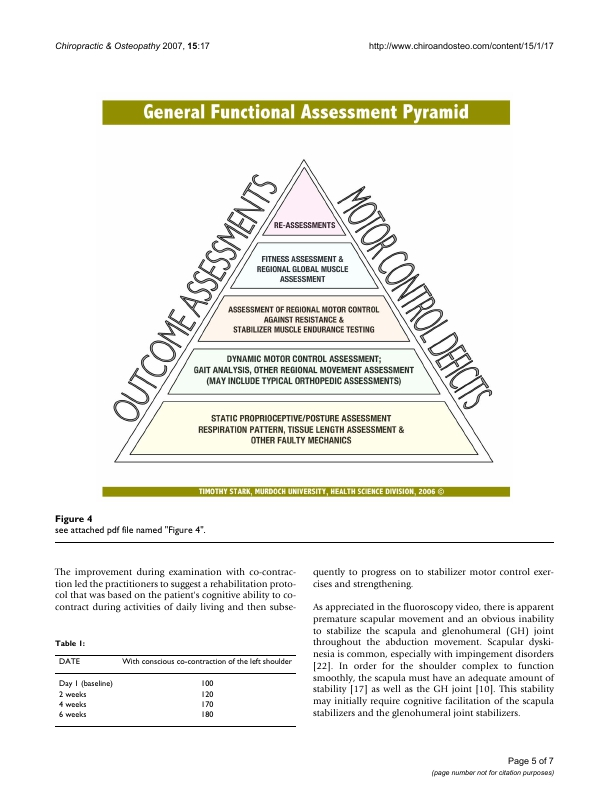 Chiropractic & Osteopathy 2007, 15:17
http://www.chiroandosteo.com/content/15/1/17
General Functional Assessment Pyramid
OUTCOME ASSESSMENTS
MOTOR CONTROL DEFICITS
RE-ASSESSMENTS
FITNESS ASSESSMENT &
REGIONAL GLOBAL MUSCLE
ASSESSMENT
ASSESSMENT OF REGIONAL MOTOR CONTROL
AGAINST RESISTANCE &
STABILIZER MUSCLE ENDURANCE TESTING
DYNAMIC MOTOR CONTROL ASSESSMENT;
GAIT ANALYSIS, OTHER REGIONAL MOVEMENT ASSESSMENT
(MAY INCLUDE TYPICAL ORTHOPEDIC ASSESSMENTS)
STATIC PROPRIOCEPTIVE/POSTURE ASSESSMENT
RESPIRATION PATTERN, TISSUE LENGTH ASSESSMENT &
OTHER FAULTY MECHANICS
TIMOTHY STARK, MURDOCH UNIVERSITY, HEALTH SCIENCE DIVISION, 2006 ©
Figure 4
see attached pdf file named "Figure 4".
The improvement during examination with co-contrac-
tion led the practitioners to suggest a rehabilitation proto-
col that was based on the patient's cognitive ability to co-
contract during activities of daily living and then subse-
Table 1:
DATE With conscious co-contraction of the left shoulder
Day 1 (baseline) 100
2 weeks 120
4 weeks 170
6 weeks 180
quently to progress on to stabilizer motor control exer-
cises and strengthening.
As appreciated in the fluoroscopy video, there is apparent
premature scapular movement and an obvious inability
to stabilize the scapula and glenohumeral (GH) joint
throughout the abduction movement. Scapular dyski-
nesia is common, especially with impingement disorders
[22]. In order for the shoulder complex to function
smoothly, the scapula must have an adequate amount of
stability [17] as well as the GH joint [10]. This stability
may initially require cognitive facilitation of the scapula
stabilizers and the glenohumeral joint stabilizers.
Page 5 of 7
(page number not for citation purposes)